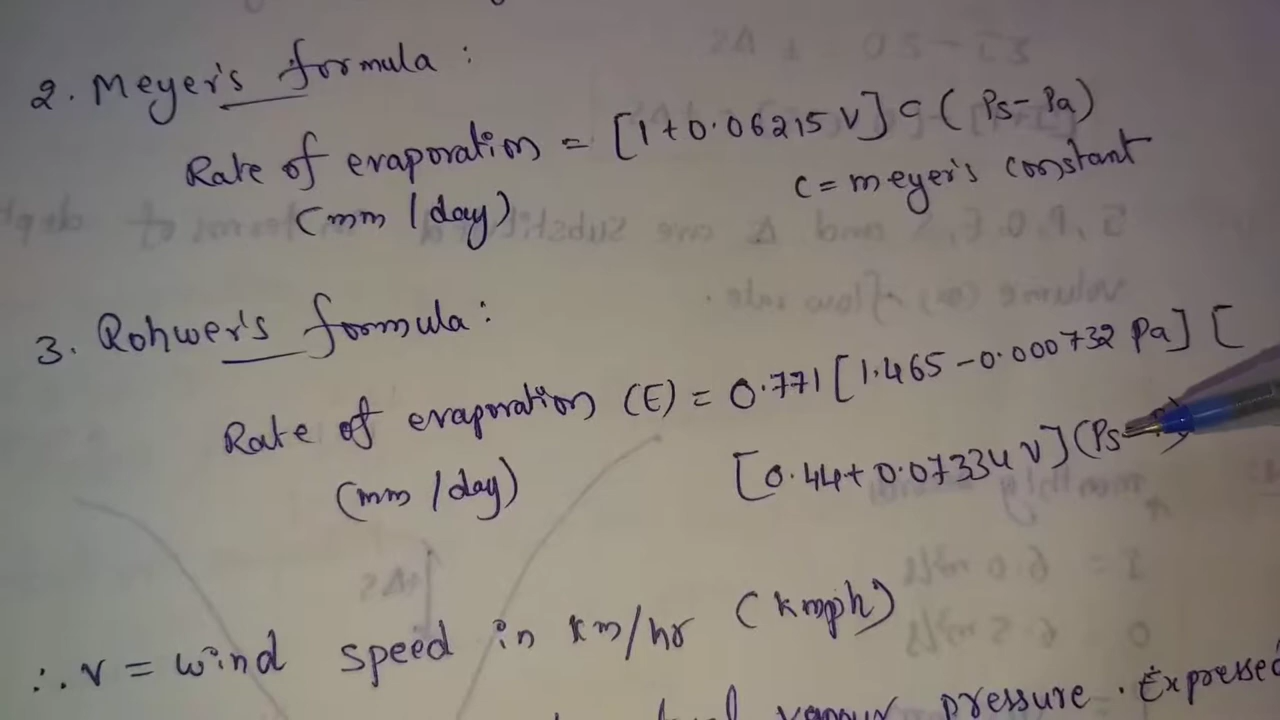 2. Meyer's formula :
Rate of evaporation = [1+0.06215 V] C ( Ps-Pa)
(mm / day)
C = meyer's constant
3. Rohwer's formula :
Rate of evaporation (E) = 0.771 [1.465 - 0.000732 Pa] [
(mm / day)
[0.44+0.07334 V] (Ps-
∴ V = wind speed in km/hr (kmph)
vapour pressure . Expressed